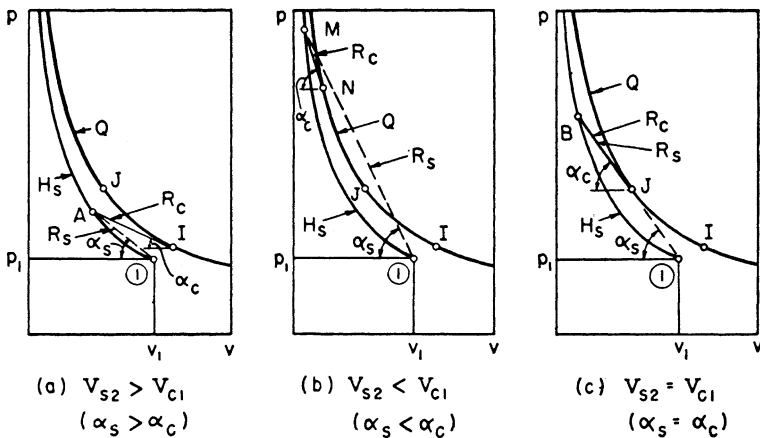 p
Q
J
H_s
A
R_c
R_s
I
α_s
α_c
p_1
①
v_1
v
(a) V_S2 > V_C1
(α_s > α_c)
p
M
R_c
N
α_c
Q
R_s
J
H_s
I
α_s
①
v_1
v
(b) V_S2 < V_C1
(α_s < α_c)
p
Q
B
R_c
R_s
α_c
J
H_s
α_s
I
p_1
①
v_1
v
(c) V_S2 = V_C1
(α_s = α_c)